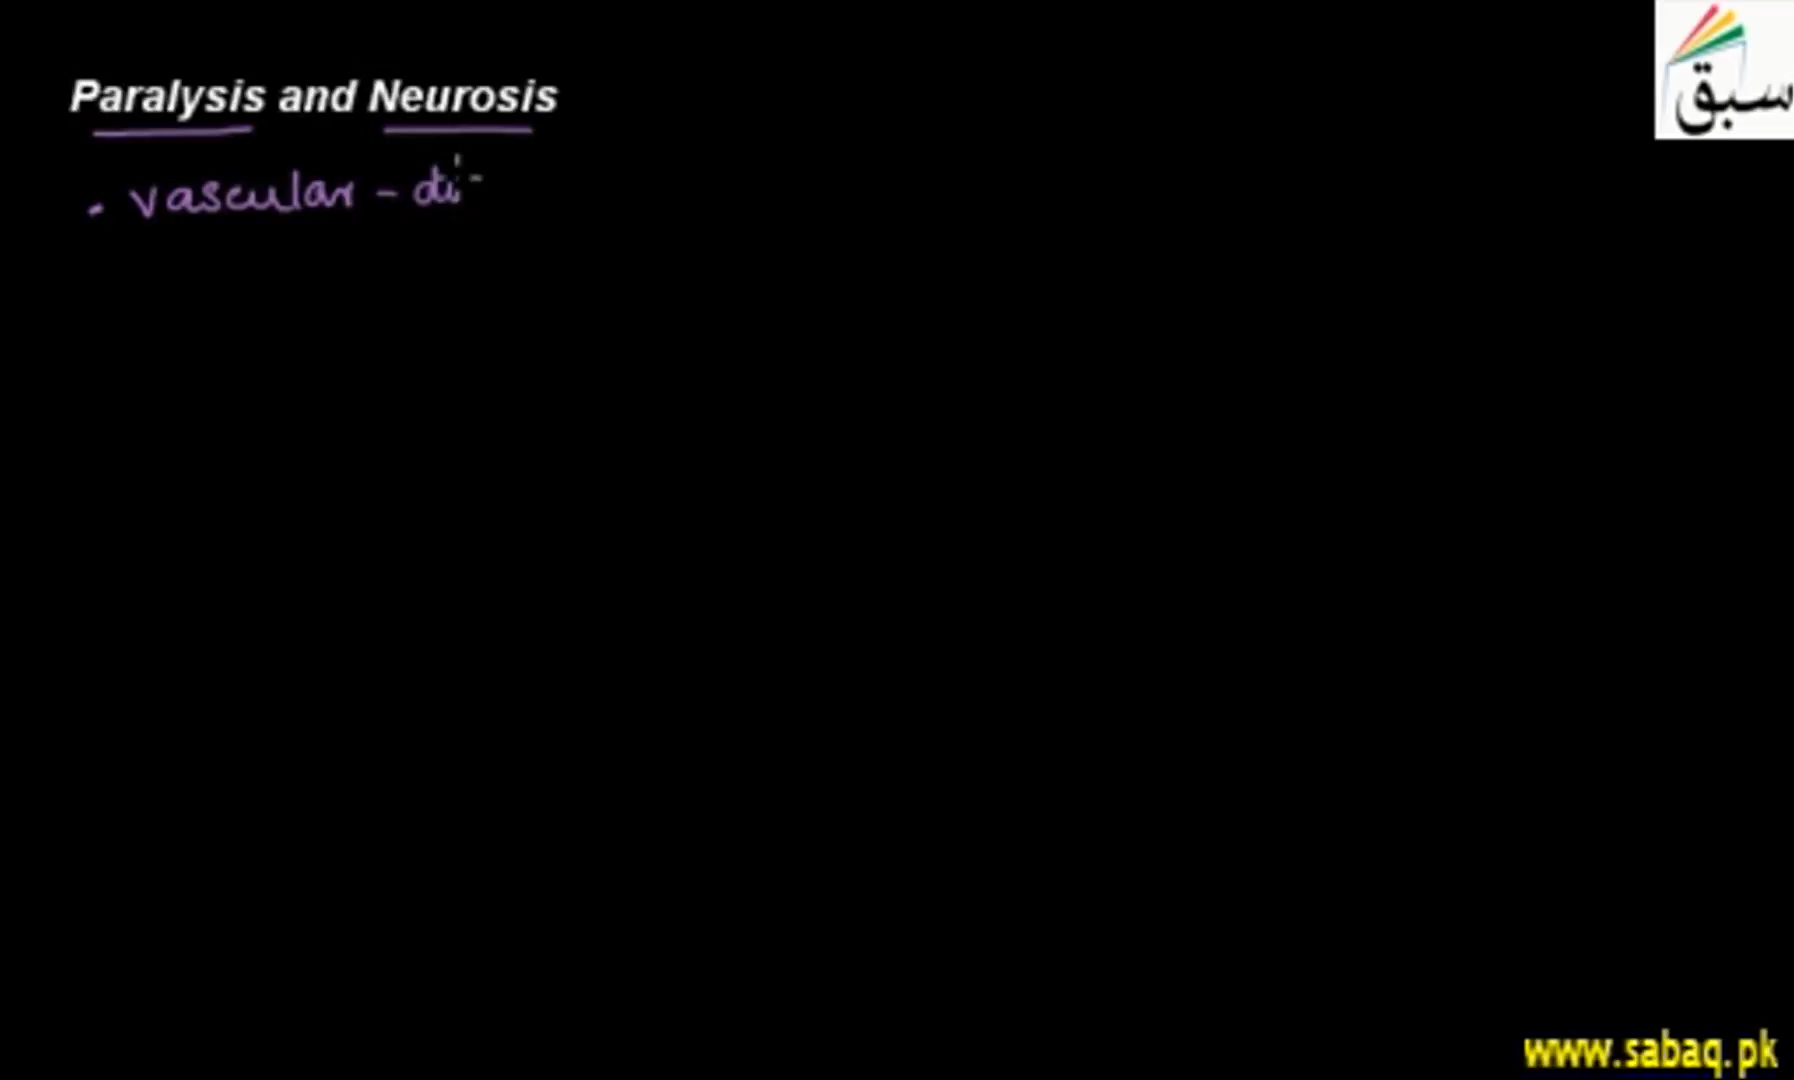 Paralysis and Neurosis
سبق
. vascular - di
www.sabaq.pk